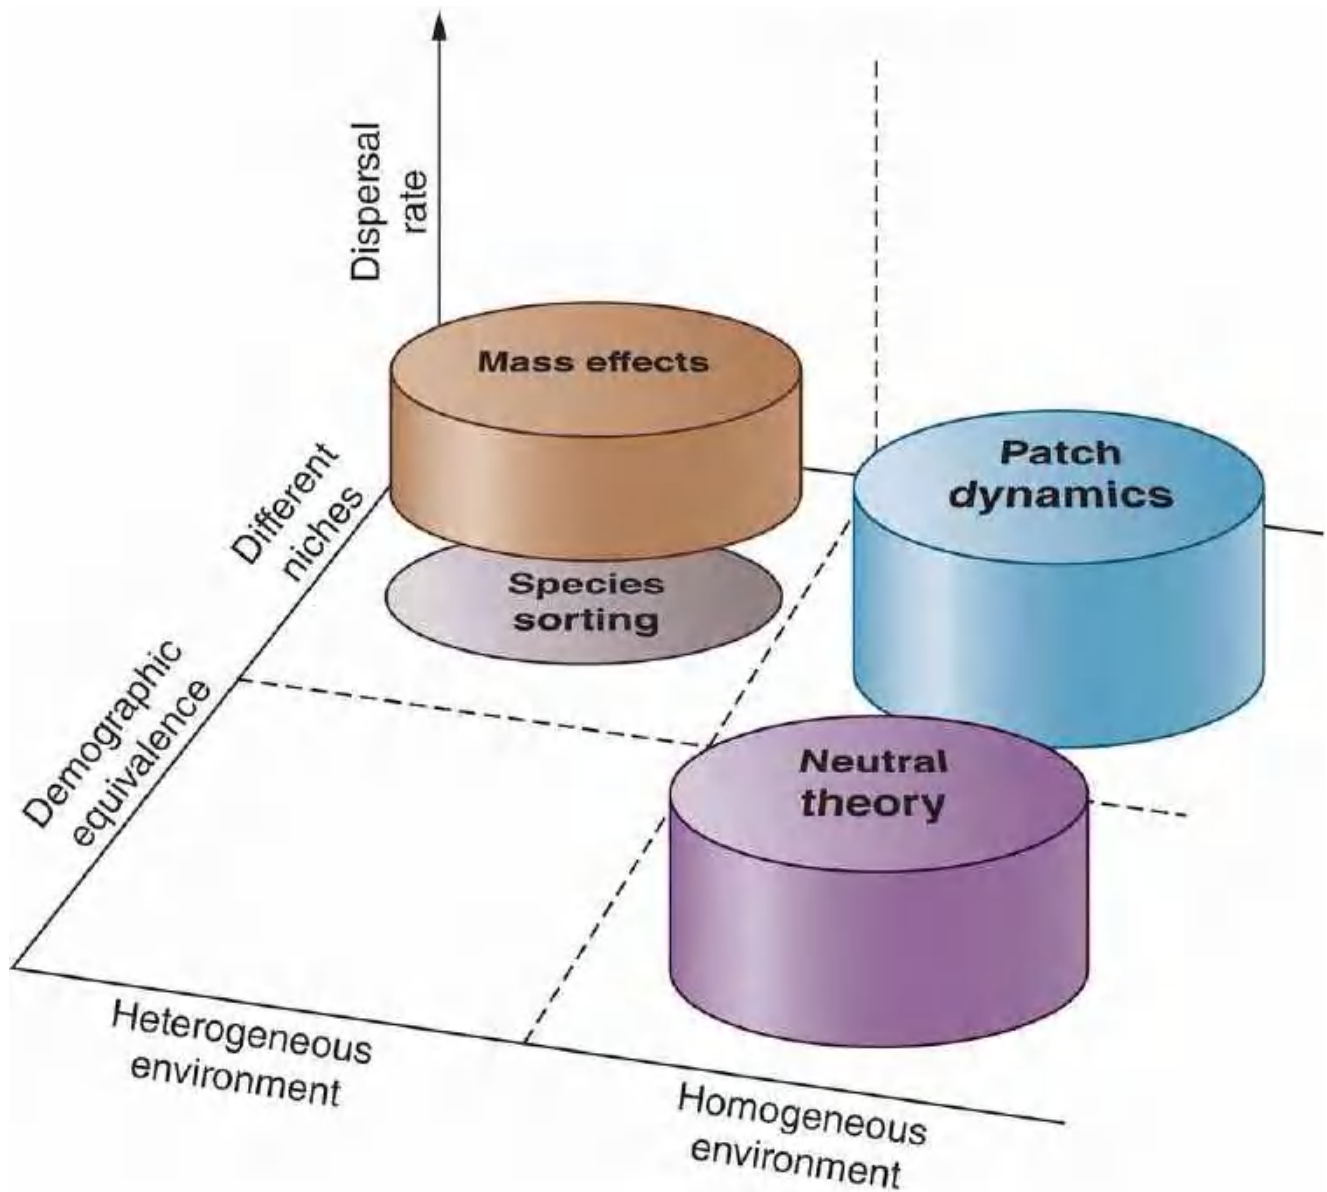 Dispersal
rate
Mass effects
Patch
dynamics
Different
niches
Species
sorting
Demographic
equivalence
Neutral
theory
Heterogeneous
environment
Homogeneous
environment